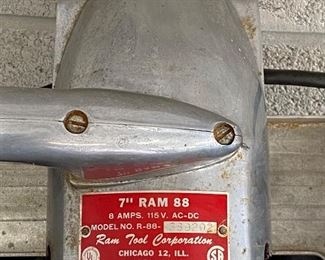 7" RAM 88
8 AMPS. 115 V. AC-DC
MODEL NO. R-88-
Ram Tool Corporation
CHICAGO 12, ILL.